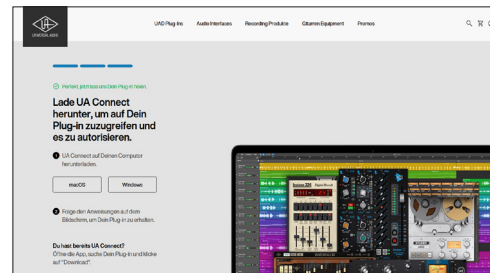 UAD Plug-Ins Audio Interfaces Recording Produkte Gitarren Equipment Promos
UNIVERSAL AUDIO
Perfekt, jetzt lass uns Dein Plug-in holen.
Lade UA Connect
herunter, um auf Dein
Plug-in zuzugreifen und
es zu autorisieren.
1 UA Connect auf Deinen Computer
herunterladen.
macOS Windows
2 Folge den Anweisungen auf dem
Bildschirm, um Dein Plug-in zu erhalten.
Du hast bereits UA Connect?
Öffne die App, suche Dein Plug-in und klicke
auf "Download".